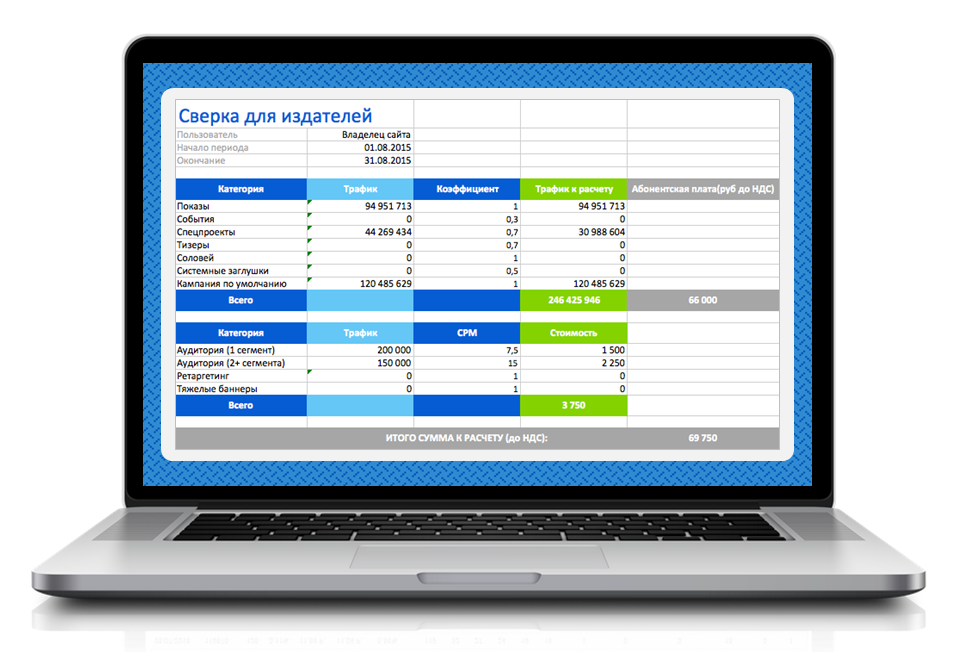 Сверка для издателей
Пользователь Владелец сайта
Начало периода 01.08.2015
Окончание 31.08.2015
Категория Трафик Коэффициент Трафик к расчету Абонентская плата(руб до НДС)
Показы 94 951 713 1 94 951 713
События 0 0,3 0
Спецпроекты 44 269 434 0,7 30 988 604
Тизеры 0 0,7 0
Соловей 0 1 0
Системные заглушки 0 0,5 0
Кампания по умолчанию 120 485 629 1 120 485 629
Всего 246 425 946 66 000
Категория Трафик CPM Стоимость
Аудитория (1 сегмент) 200 000 7,5 1 500
Аудитория (2+ сегмента) 150 000 15 2 250
Ретаргетинг 0 1 0
Тяжелые баннеры 0 1 0
Всего 3 750
ИТОГО СУММА К РАСЧЕТУ (до НДС): 69 750